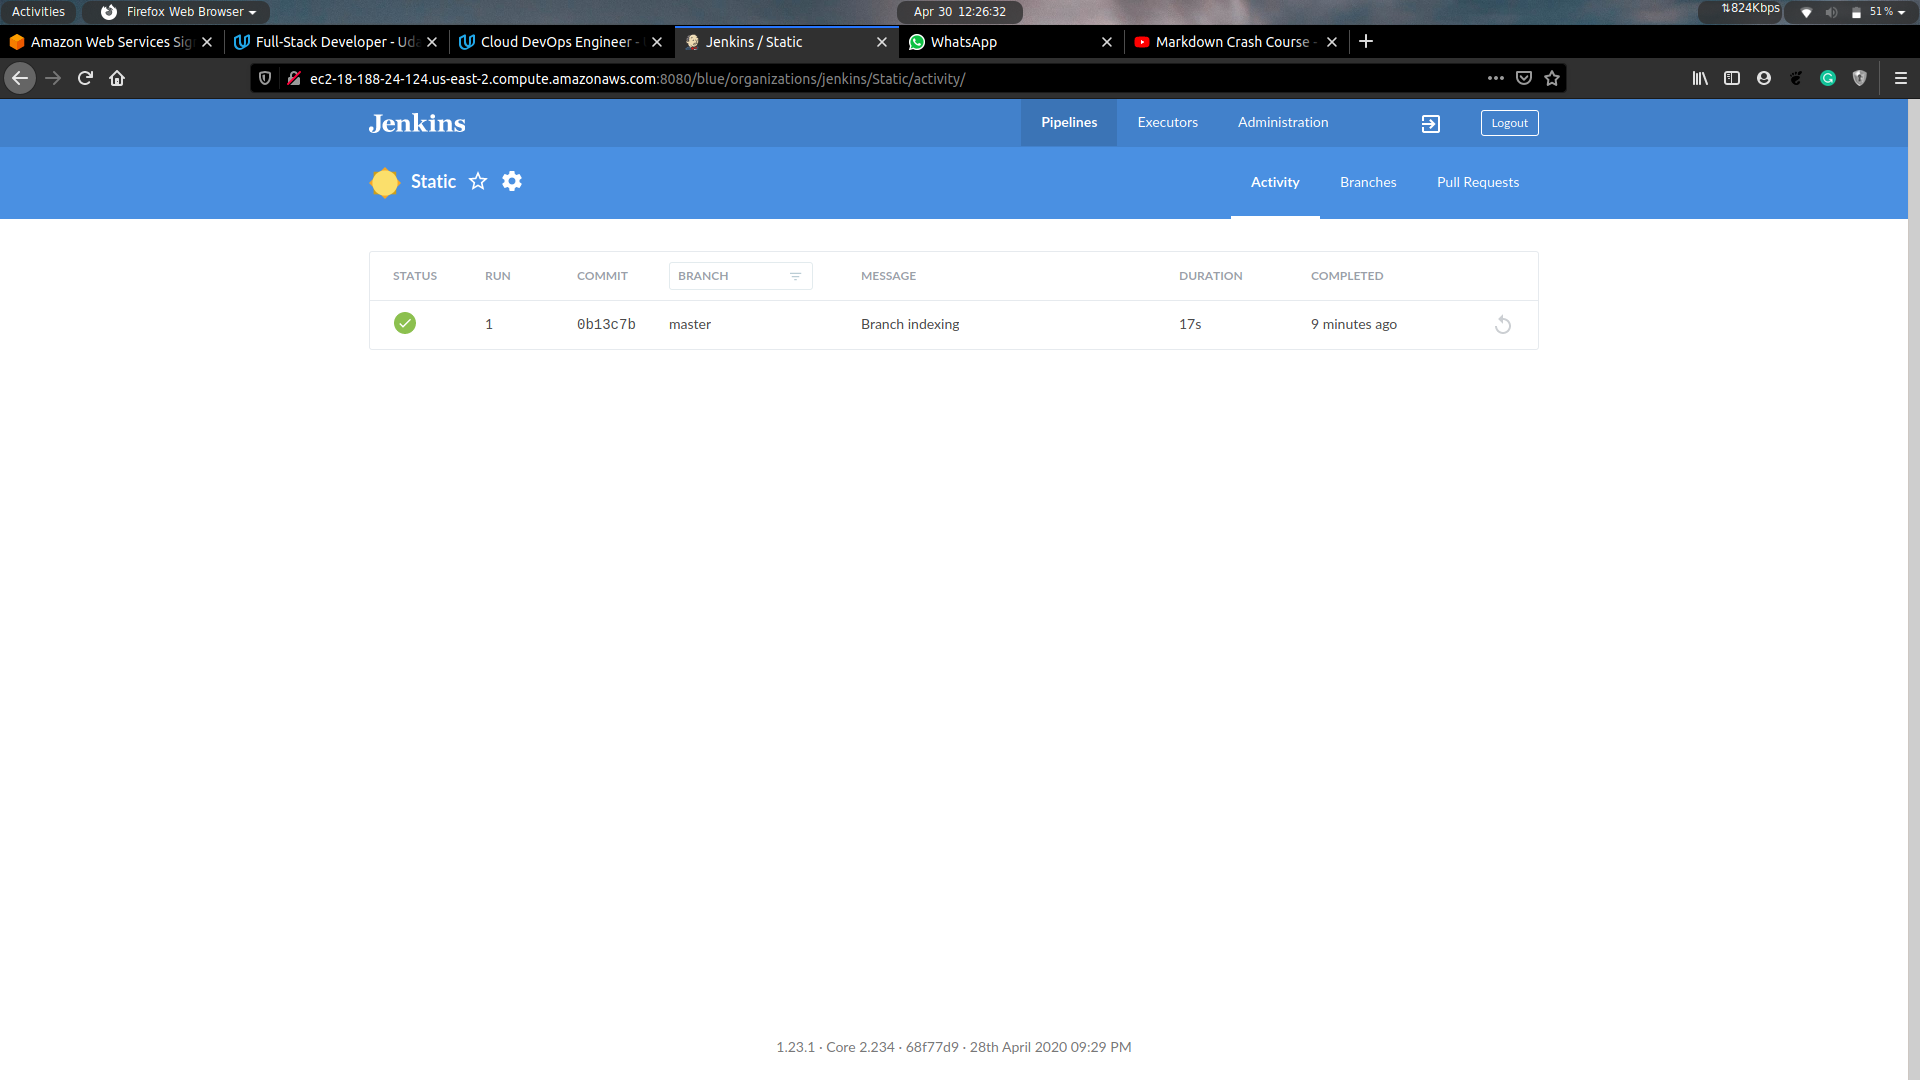 Activities Firefox Web Browser Apr 30 12:26:32 824Kbps 51%
Amazon Web Services Sig Full-Stack Developer - Uda Cloud DevOps Engineer - Jenkins / Static WhatsApp Markdown Crash Course -
ec2-18-188-24-124.us-east-2.compute.amazonaws.com:8080/blue/organizations/jenkins/Static/activity/
Jenkins Pipelines Executors Administration Logout
Static Activity Branches Pull Requests
STATUS RUN COMMIT BRANCH MESSAGE DURATION COMPLETED
1 0b13c7b master Branch indexing 17s 9 minutes ago
1.23.1 · Core 2.234 · 68f77d9 · 28th April 2020 09:29 PM